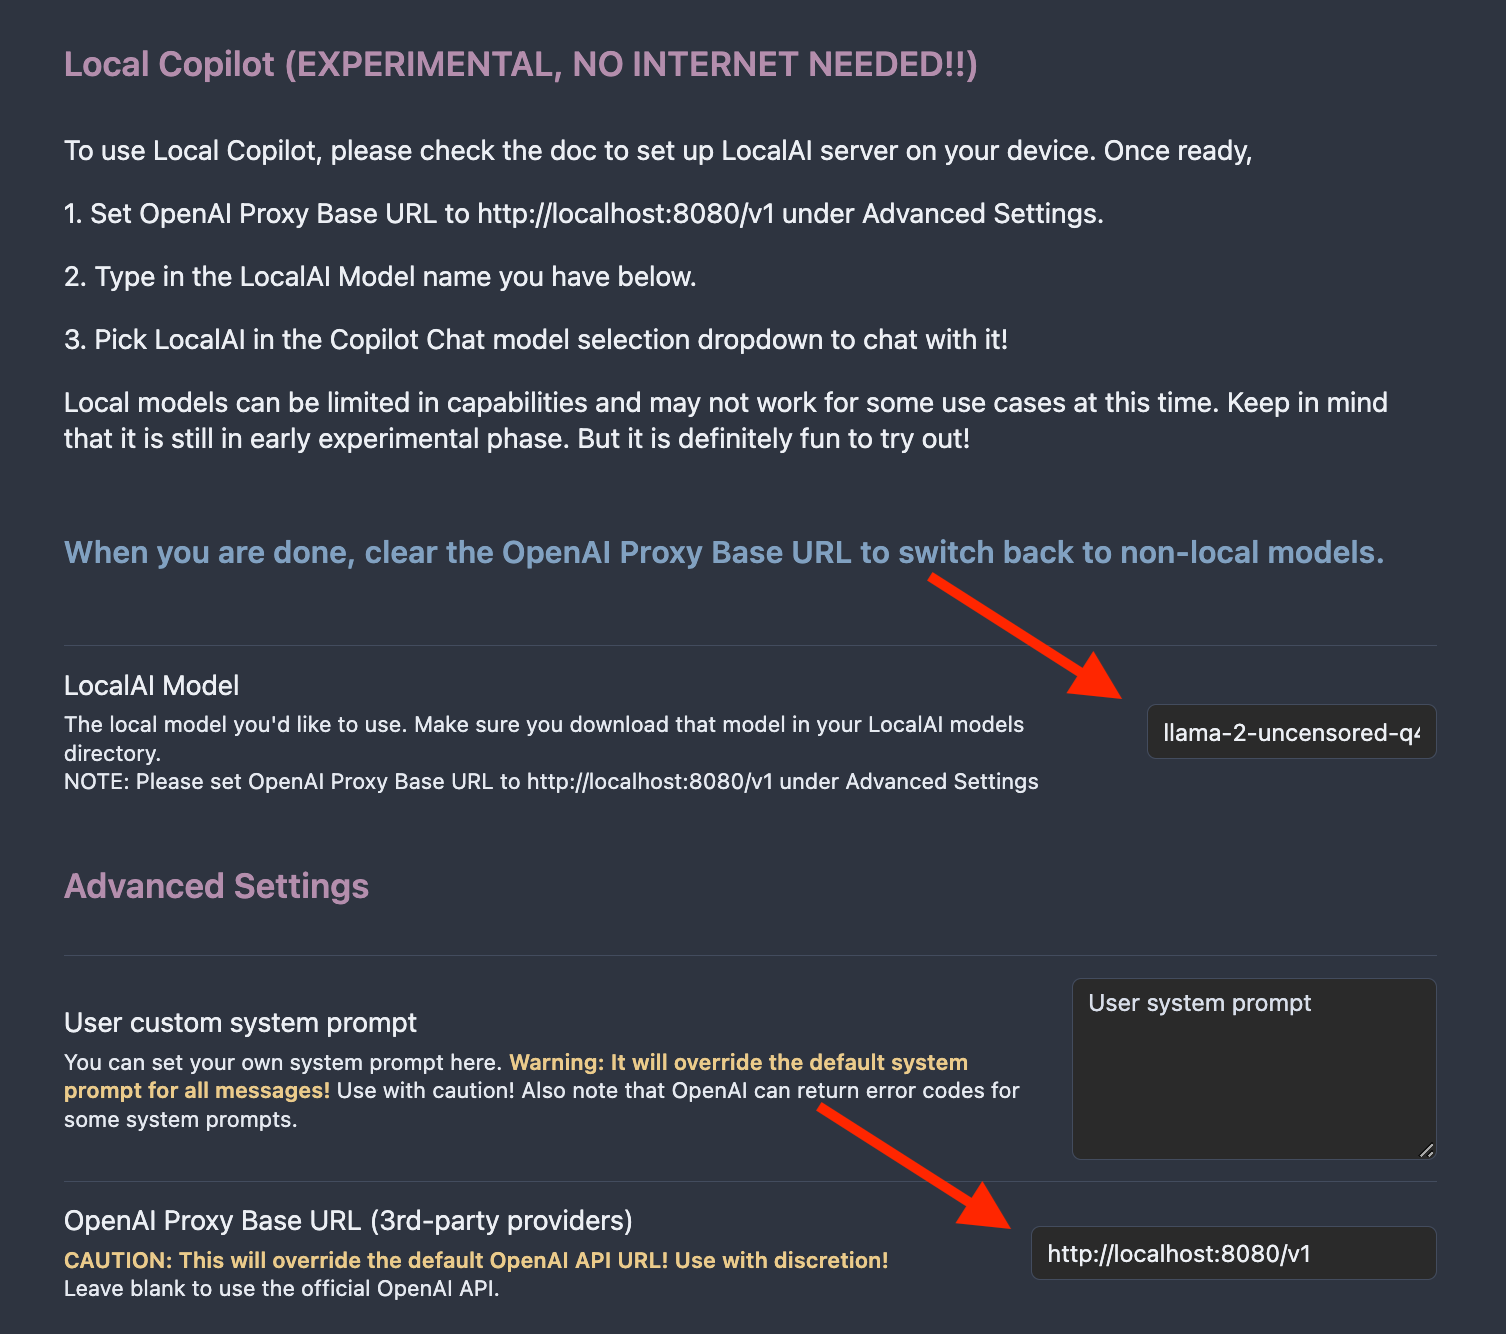 Local Copilot (EXPERIMENTAL, NO INTERNET NEEDED!!)
To use Local Copilot, please check the doc to set up LocalAI server on your device. Once ready,
1. Set OpenAI Proxy Base URL to http://localhost:8080/v1 under Advanced Settings.
2. Type in the LocalAI Model name you have below.
3. Pick LocalAI in the Copilot Chat model selection dropdown to chat with it!
Local models can be limited in capabilities and may not work for some use cases at this time. Keep in mind
that it is still in early experimental phase. But it is definitely fun to try out!
When you are done, clear the OpenAI Proxy Base URL to switch back to non-local models.
LocalAI Model
The local model you'd like to use. Make sure you download that model in your LocalAI models
directory.
NOTE: Please set OpenAI Proxy Base URL to http://localhost:8080/v1 under Advanced Settings
llama-2-uncensored-q4
Advanced Settings
User custom system prompt
You can set your own system prompt here. Warning: It will override the default system
prompt for all messages! Use with caution! Also note that OpenAI can return error codes for
some system prompts.
User system prompt
OpenAI Proxy Base URL (3rd-party providers)
CAUTION: This will override the default OpenAI API URL! Use with discretion!
Leave blank to use the official OpenAI API.
http://localhost:8080/v1